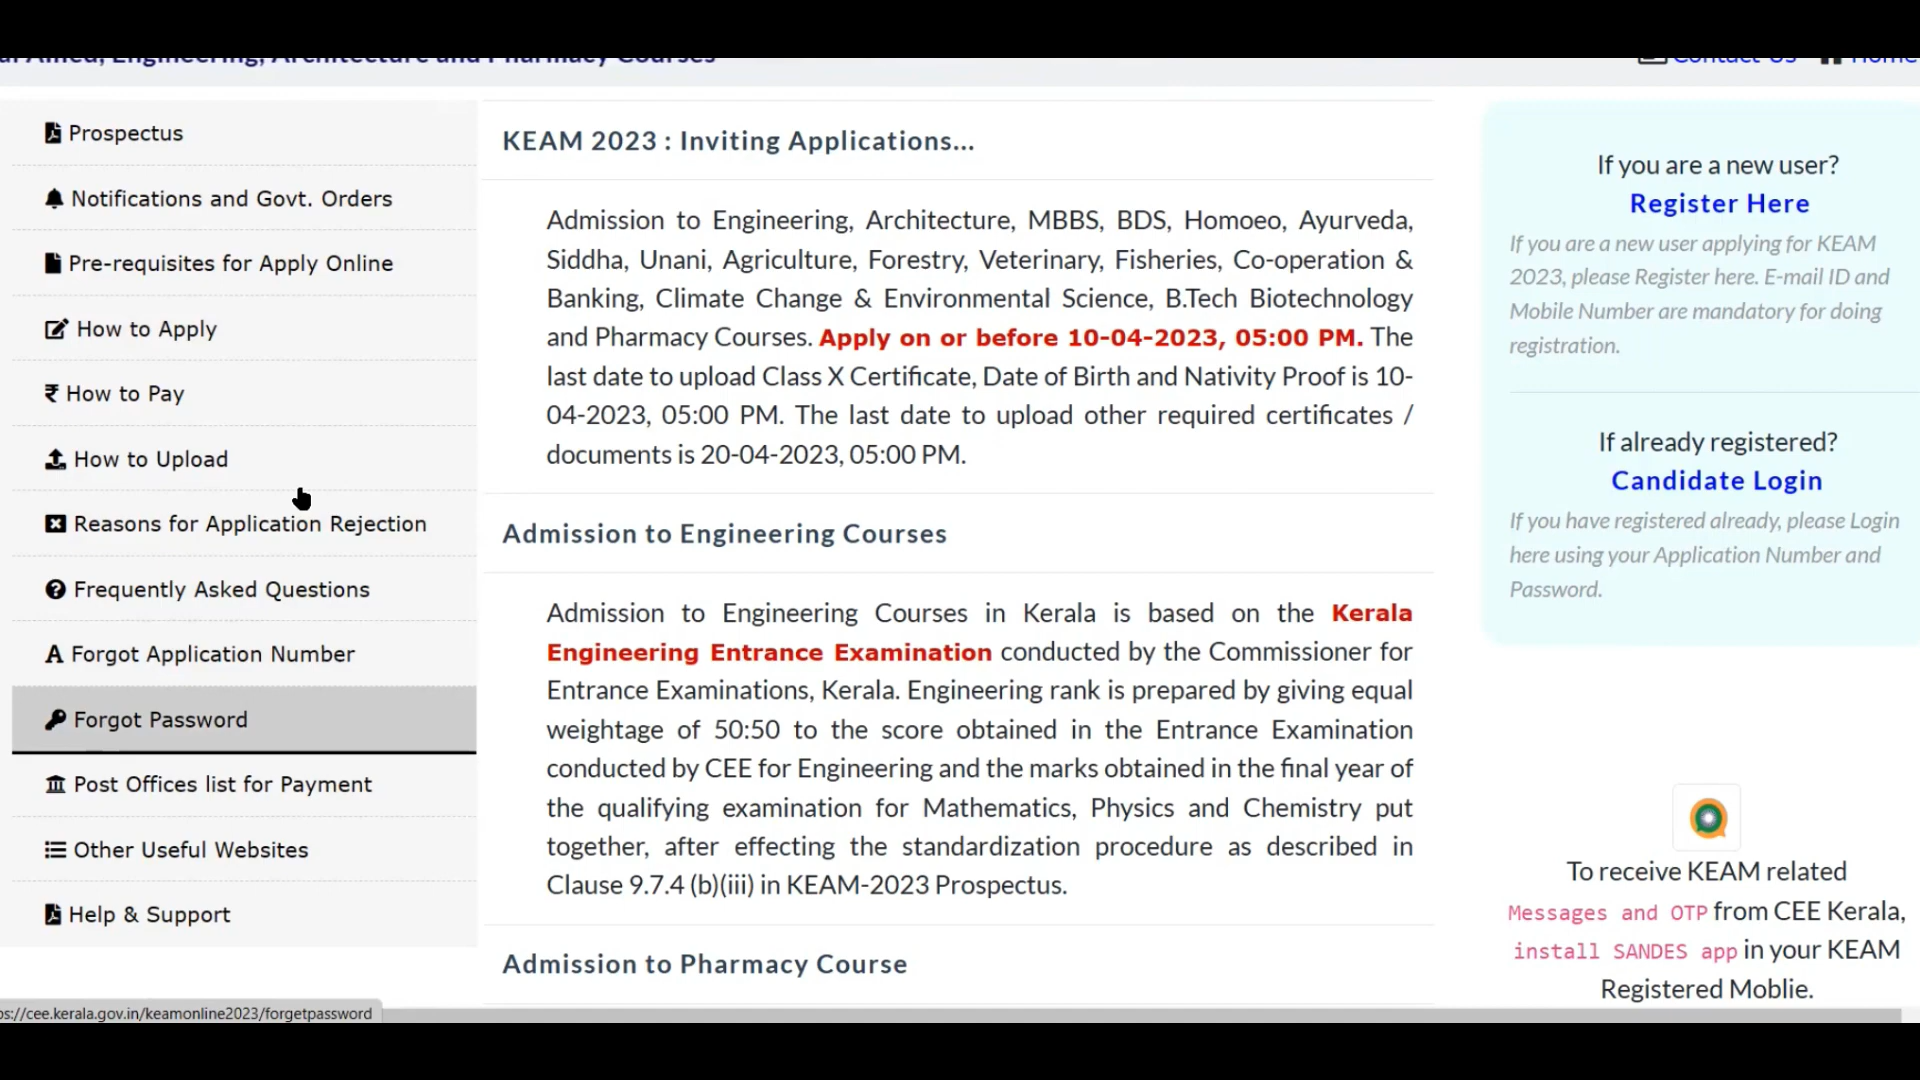 Prospectus
Notifications and Govt. Orders
Pre-requisites for Apply Online
How to Apply
How to Pay
How to Upload
Reasons for Application Rejection
Frequently Asked Questions
Forgot Application Number
Forgot Password
Post Offices list for Payment
Other Useful Websites
Help & Support
KEAM 2023 : Inviting Applications...
Admission to Engineering, Architecture, MBBS, BDS, Homoeo, Ayurveda,
Siddha, Unani, Agriculture, Forestry, Veterinary, Fisheries, Co-operation &
Banking, Climate Change & Environmental Science, B.Tech Biotechnology
and Pharmacy Courses. Apply on or before 10-04-2023, 05:00 PM. The
last date to upload Class X Certificate, Date of Birth and Nativity Proof is 10-
04-2023, 05:00 PM. The last date to upload other required certificates /
documents is 20-04-2023, 05:00 PM.
Admission to Engineering Courses
Admission to Engineering Courses in Kerala is based on the Kerala
Engineering Entrance Examination conducted by the Commissioner for
Entrance Examinations, Kerala. Engineering rank is prepared by giving equal
weightage of 50:50 to the score obtained in the Entrance Examination
conducted by CEE for Engineering and the marks obtained in the final year of
the qualifying examination for Mathematics, Physics and Chemistry put
together, after effecting the standardization procedure as described in
Clause 9.7.4 (b)(iii) in KEAM-2023 Prospectus.
Admission to Pharmacy Course
Contact Us Home
If you are a new user?
Register Here
If you are a new user applying for KEAM
2023, please Register here. E-mail ID and
Mobile Number are mandatory for doing
registration.
If already registered?
Candidate Login
If you have registered already, please Login
here using your Application Number and
Password.
To receive KEAM related
Messages and OTP from CEE Kerala,
install SANDES app in your KEAM
Registered Moblie.
ps://cee.kerala.gov.in/keamonline2023/forgetpassword